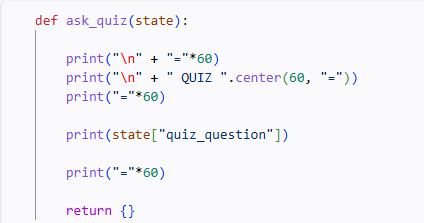 def ask_quiz(state):
print("\n" + "="*60)
print("\n" + " QUIZ ".center(60, "="))
print("="*60)
print(state["quiz_question"])
print("="*60)
return {}